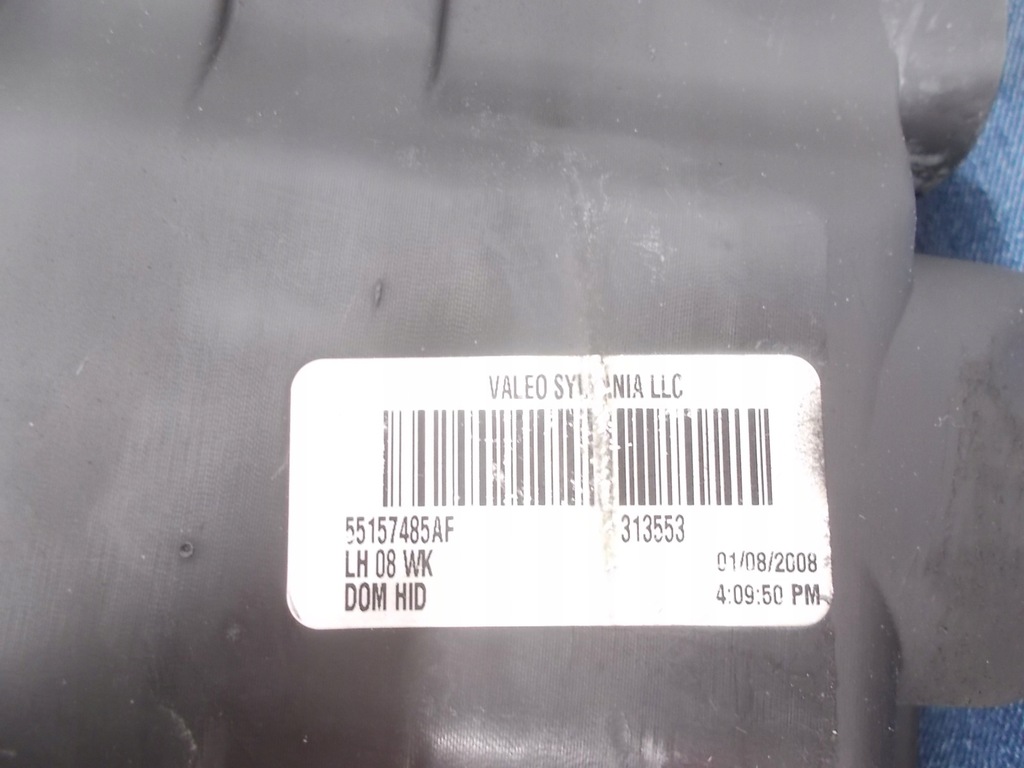 VALEO SYLVANIA LLC
55157485AF 313553
LH 08 WK 01/08/2008
DOM HID 4:09:50 PM